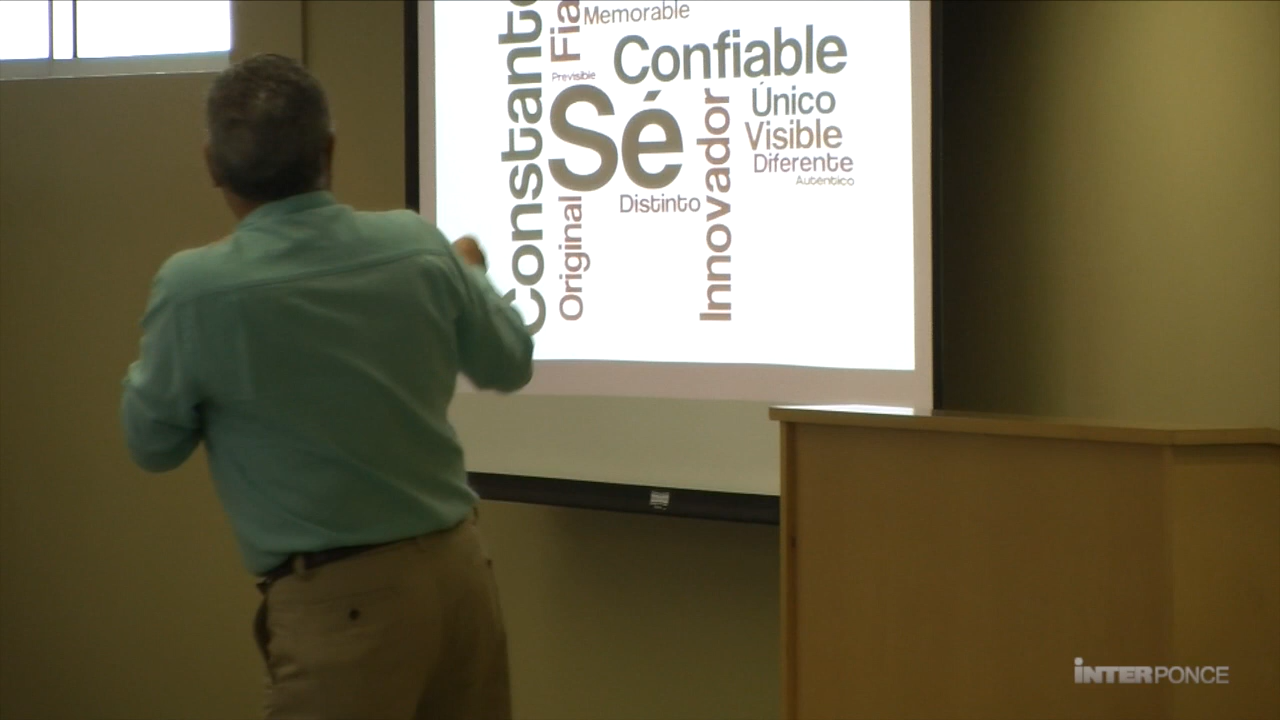 Memorable
Confiable
Previsible
Constante
Sé
Único
Visible
Diferente
Auténtico
Innovador
Distinto
Original
INTERPONCE